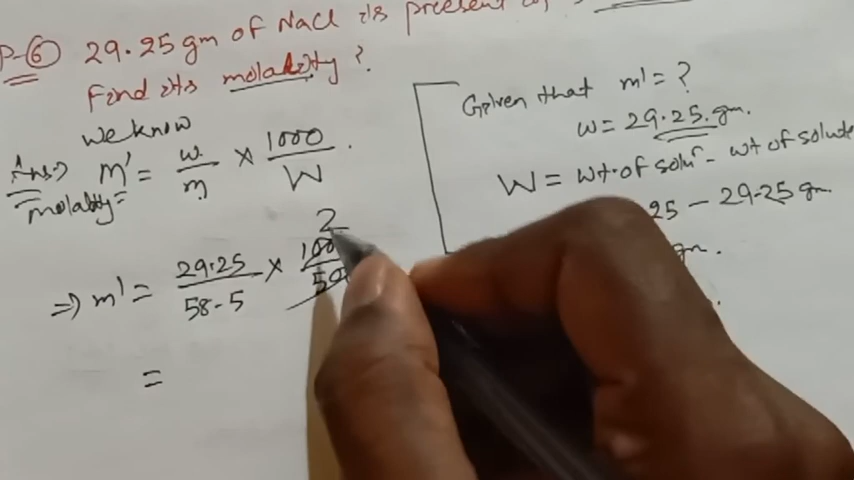 P-6 29.25 gm of NaCl is present
Find its molality ?
we know
Ans⇒ m' = w/m × 1000/W .
molality =
⇒ m' = 29.25/58.5 × 2
=
Given that m' = ?
w = 29.25 gm.
W = wt. of solnr - wt of solute
25 - 29.25 gm
gm.